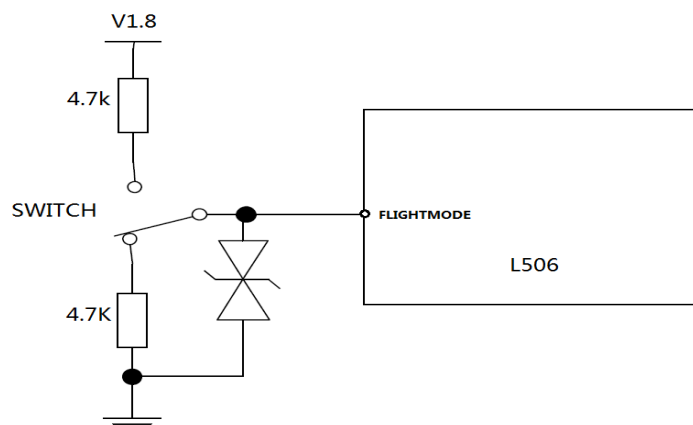 V1.8
4.7k
SWITCH
FLIGHTMODE
L506
4.7K